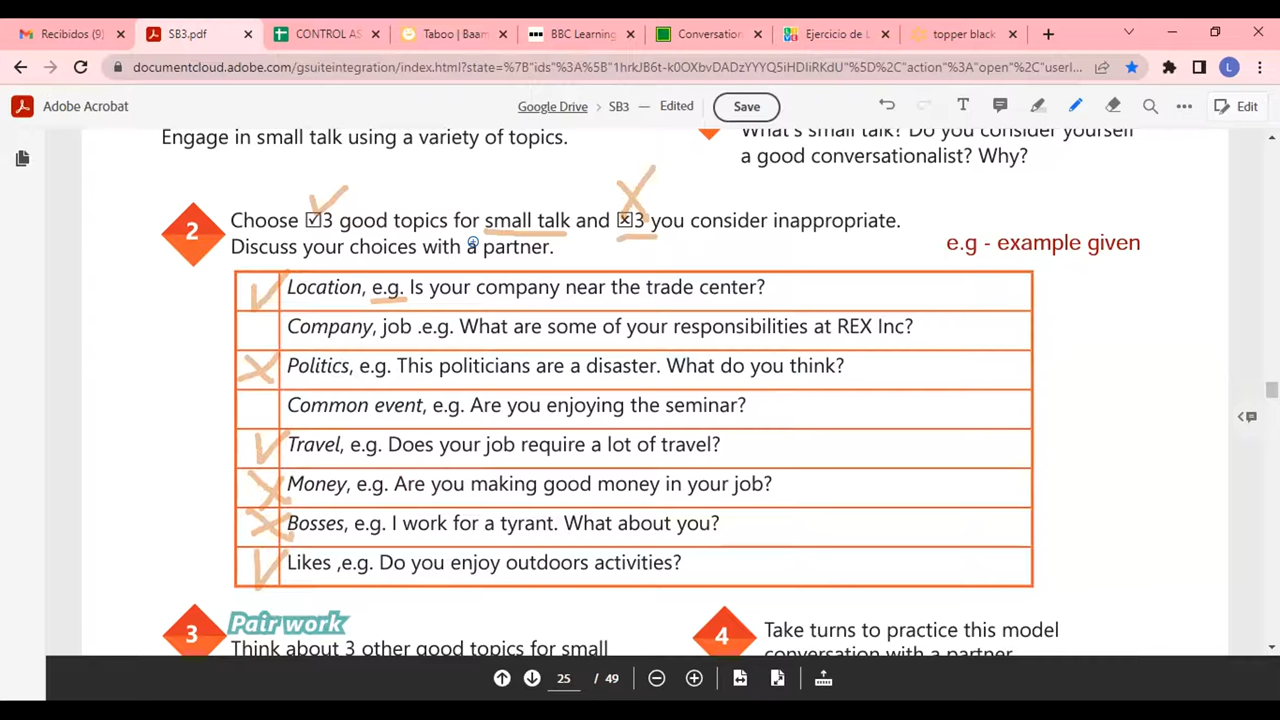 Recibidos (9)
SB3.pdf
CONTROL AS
Taboo | Baam
BBC Learning
Conversation
Ejercicio de L
topper black
documentcloud.adobe.com/gsuiteintegration/index.html?state=%7B"ids"%3A%5B"1hrkJB6t-k0OXbvDADzYYYQ5iHDIiRKdU"%5D%2C"action"%3A"open"%2C"userI...
L
Adobe Acrobat
Google Drive > SB3 — Edited
Save
Edit
Engage in small talk using a variety of topics.
What's small talk? Do you consider yourself
a good conversationalist? Why?
2
Choose ☑3 good topics for small talk and ☒3 you consider inappropriate.
Discuss your choices with a partner.
e.g - example given
Location, e.g. Is your company near the trade center?
Company, job .e.g. What are some of your responsibilities at REX Inc?
Politics, e.g. This politicians are a disaster. What do you think?
Common event, e.g. Are you enjoying the seminar?
Travel, e.g. Does your job require a lot of travel?
Money, e.g. Are you making good money in your job?
Bosses, e.g. I work for a tyrant. What about you?
Likes ,e.g. Do you enjoy outdoors activities?
3
Pair work
Think about 3 other good topics for small
4
Take turns to practice this model
conversation with a partner
25 / 49